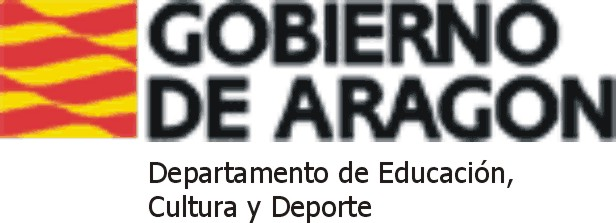 GOBIERNO
DE ARAGON
Departamento de Educación,
Cultura y Deporte